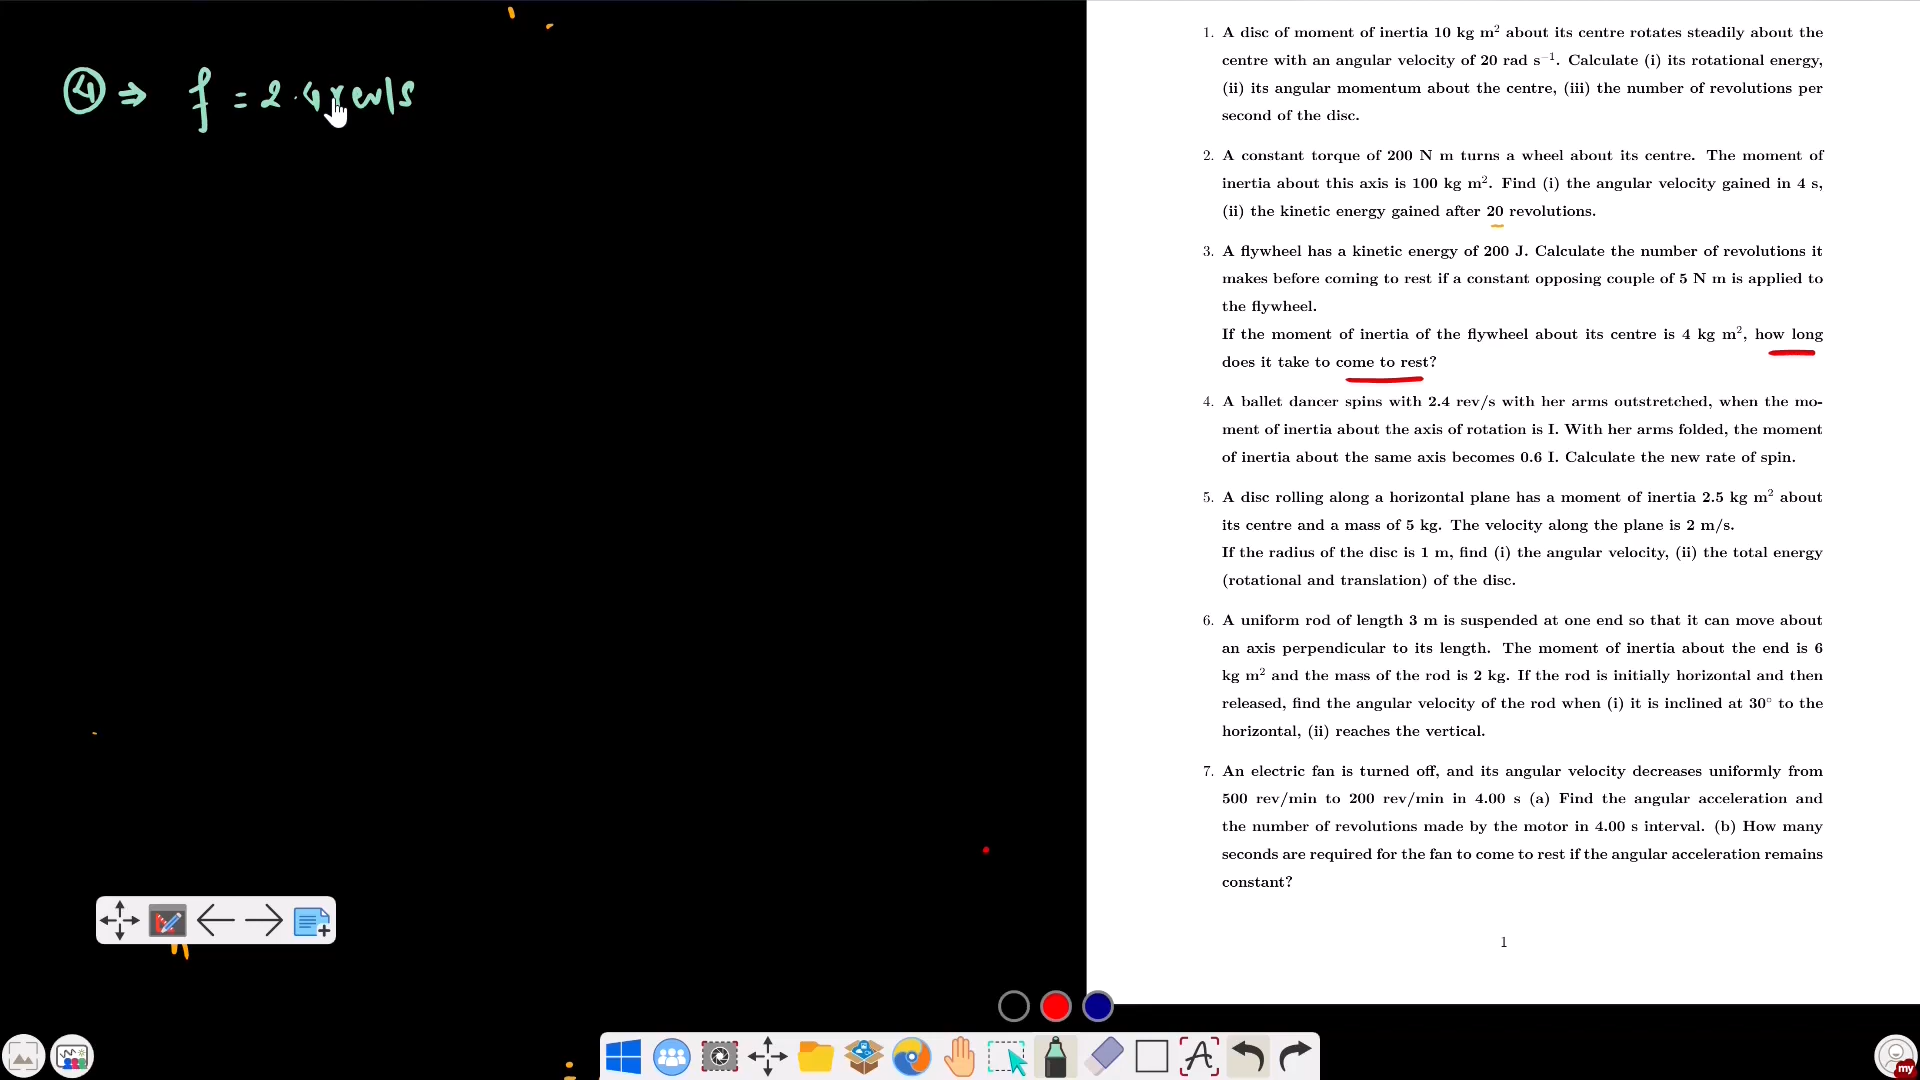 ④ ⇒ f = 2.4 rev/s
1. A disc of moment of inertia 10 kg m² about its centre rotates steadily about the
centre with an angular velocity of 20 rad s⁻¹. Calculate (i) its rotational energy,
(ii) its angular momentum about the centre, (iii) the number of revolutions per
second of the disc.
2. A constant torque of 200 N m turns a wheel about its centre. The moment of
inertia about this axis is 100 kg m². Find (i) the angular velocity gained in 4 s,
(ii) the kinetic energy gained after 20 revolutions.
3. A flywheel has a kinetic energy of 200 J. Calculate the number of revolutions it
makes before coming to rest if a constant opposing couple of 5 N m is applied to
the flywheel.
If the moment of inertia of the flywheel about its centre is 4 kg m², how long
does it take to come to rest?
4. A ballet dancer spins with 2.4 rev/s with her arms outstretched, when the mo-
ment of inertia about the axis of rotation is I. With her arms folded, the moment
of inertia about the same axis becomes 0.6 I. Calculate the new rate of spin.
5. A disc rolling along a horizontal plane has a moment of inertia 2.5 kg m² about
its centre and a mass of 5 kg. The velocity along the plane is 2 m/s.
If the radius of the disc is 1 m, find (i) the angular velocity, (ii) the total energy
(rotational and translation) of the disc.
6. A uniform rod of length 3 m is suspended at one end so that it can move about
an axis perpendicular to its length. The moment of inertia about the end is 6
kg m² and the mass of the rod is 2 kg. If the rod is initially horizontal and then
released, find the angular velocity of the rod when (i) it is inclined at 30° to the
horizontal, (ii) reaches the vertical.
7. An electric fan is turned off, and its angular velocity decreases uniformly from
500 rev/min to 200 rev/min in 4.00 s (a) Find the angular acceleration and
the number of revolutions made by the motor in 4.00 s interval. (b) How many
seconds are required for the fan to come to rest if the angular acceleration remains
constant?
1
my